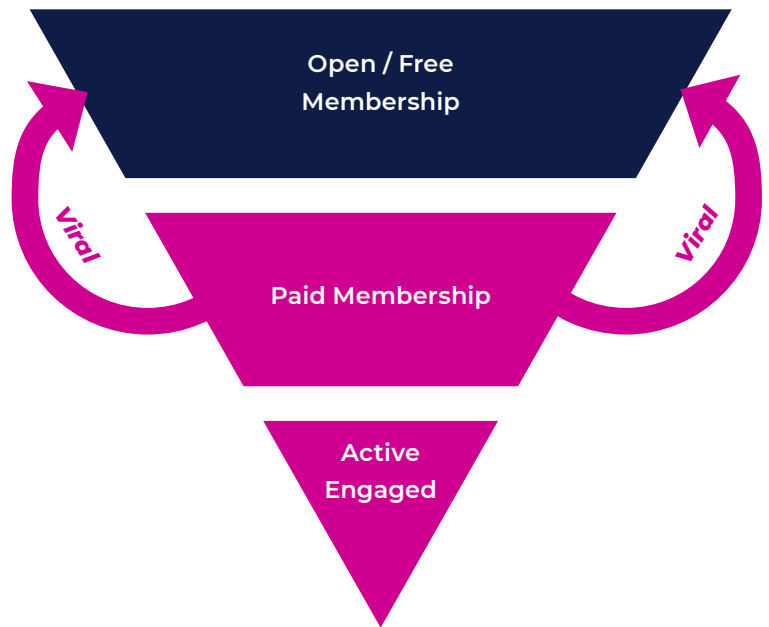 Open / Free
Membership
Viral
Viral
Paid Membership
Active
Engaged